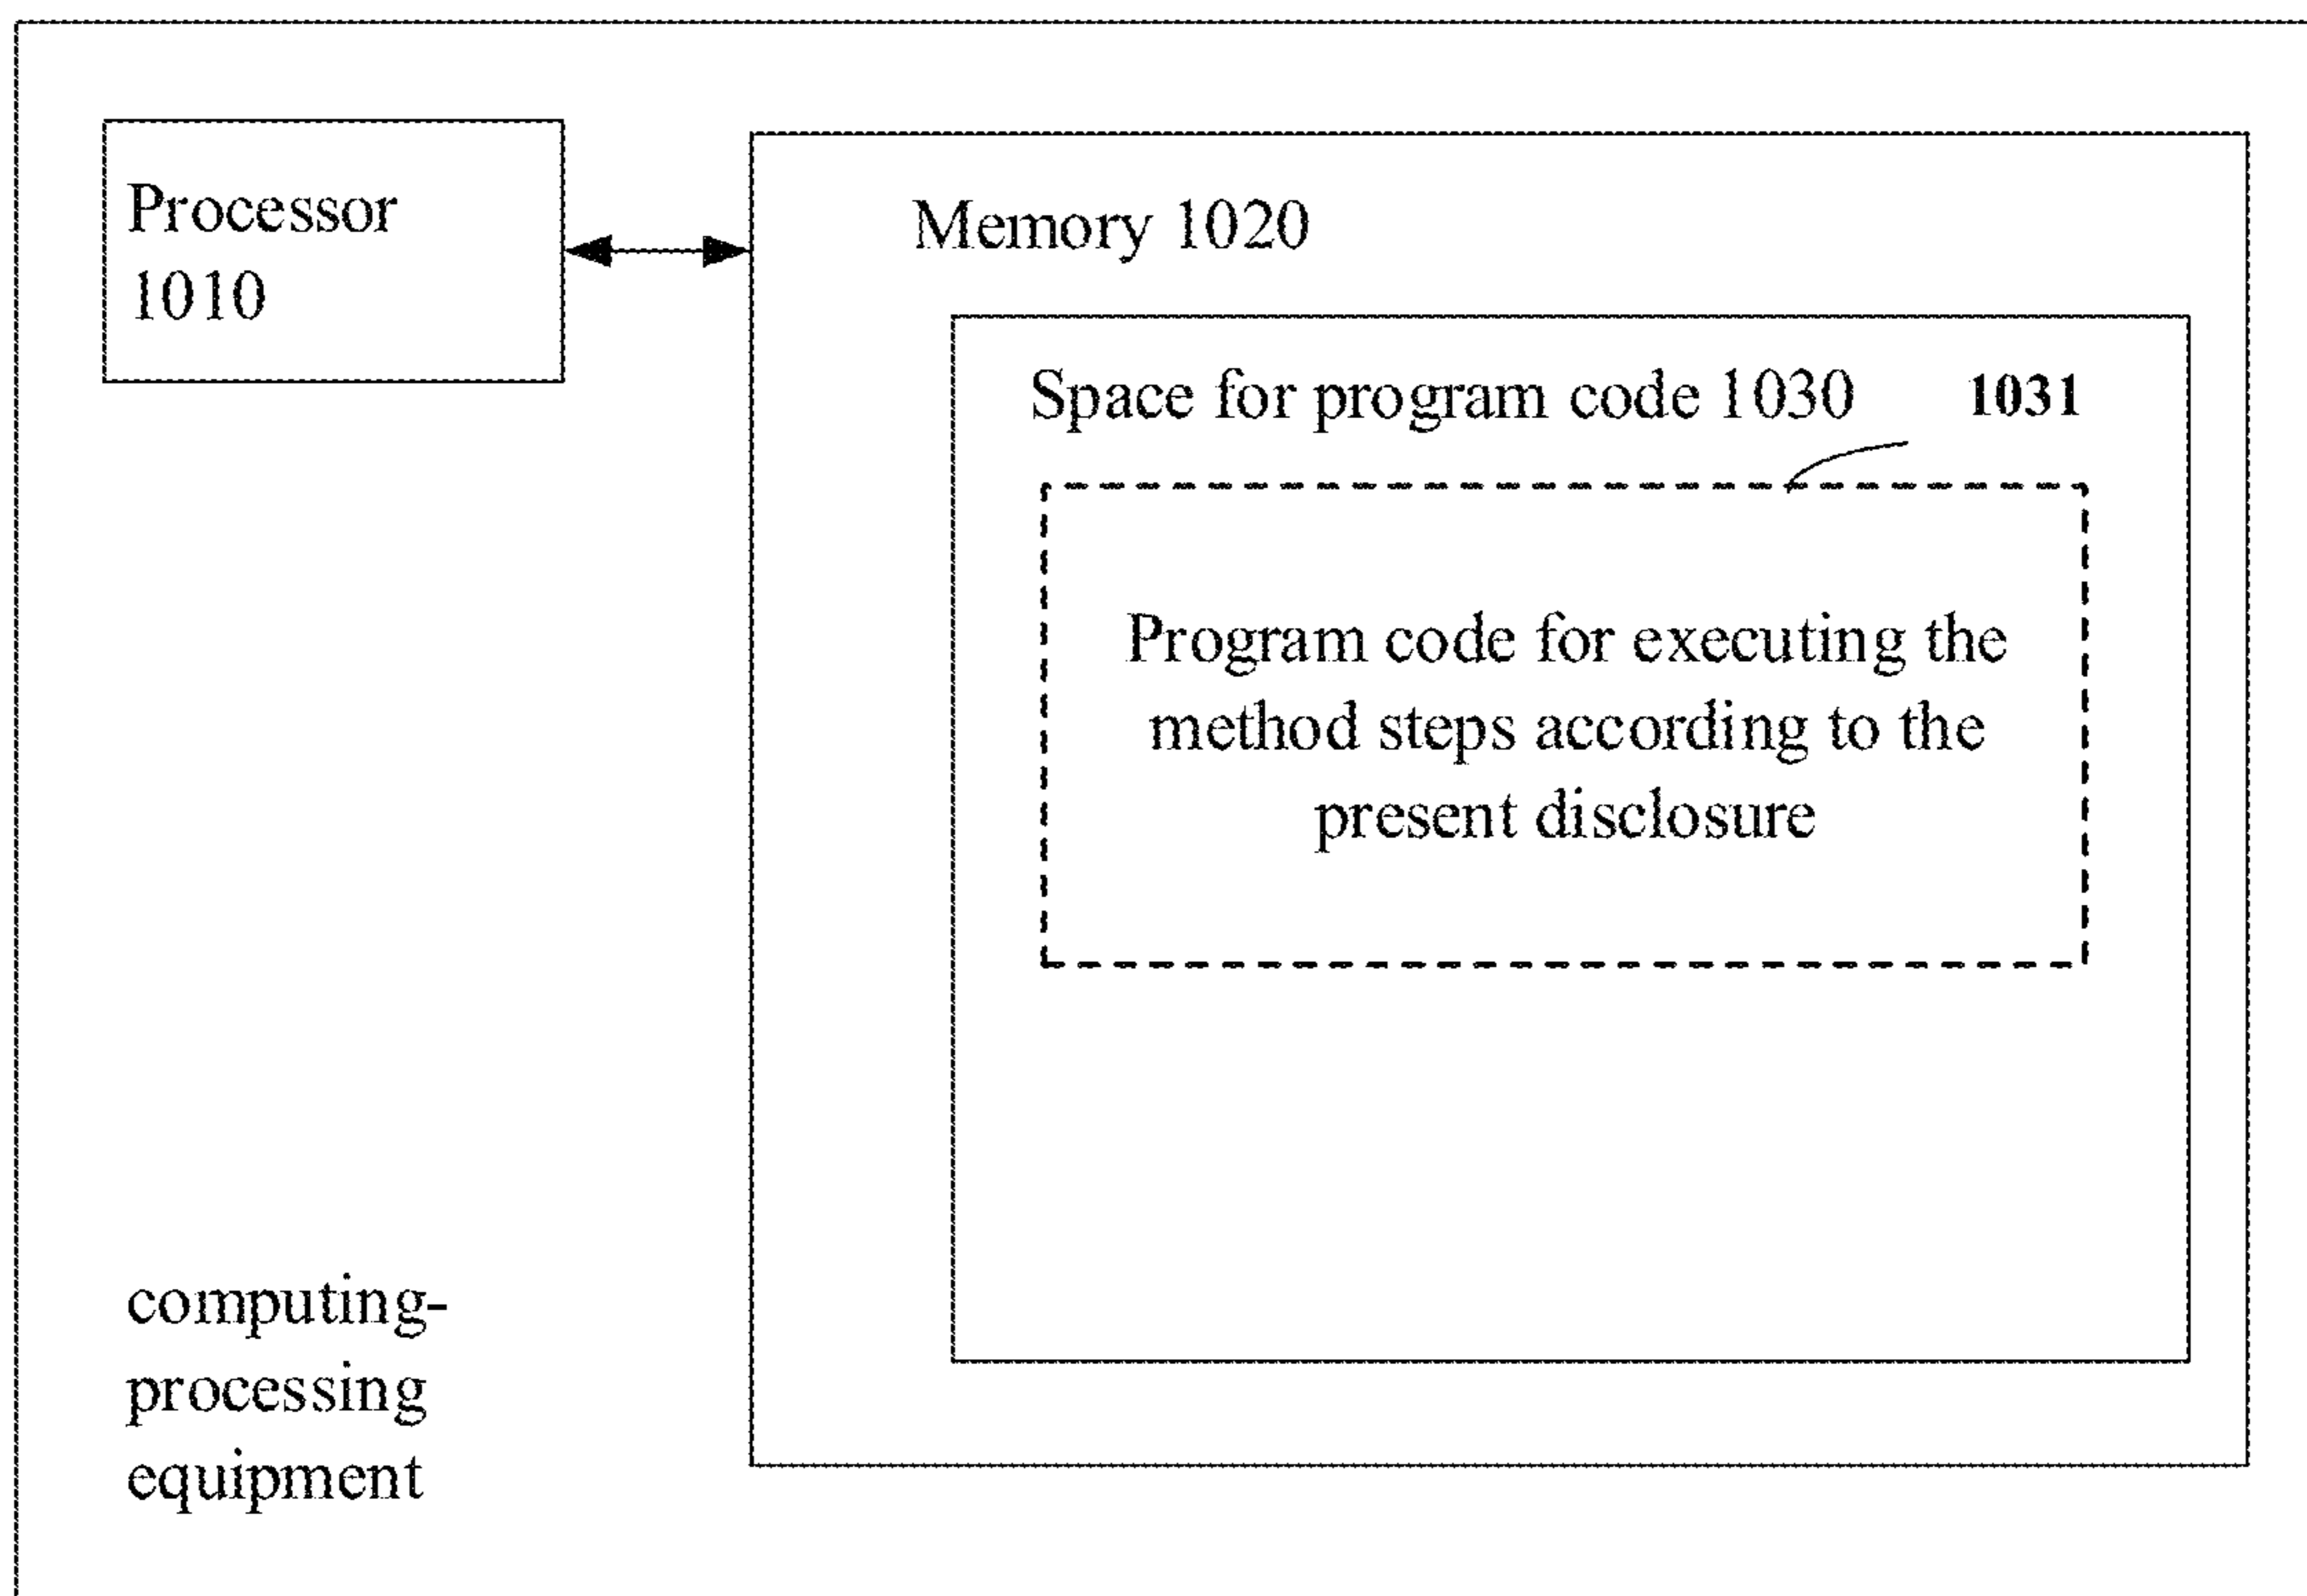 Processor
1010
Memory 1020
Space for program code 1030
1031
Program code for executing the
method steps according to the
present disclosure
computing-
processing
equipment